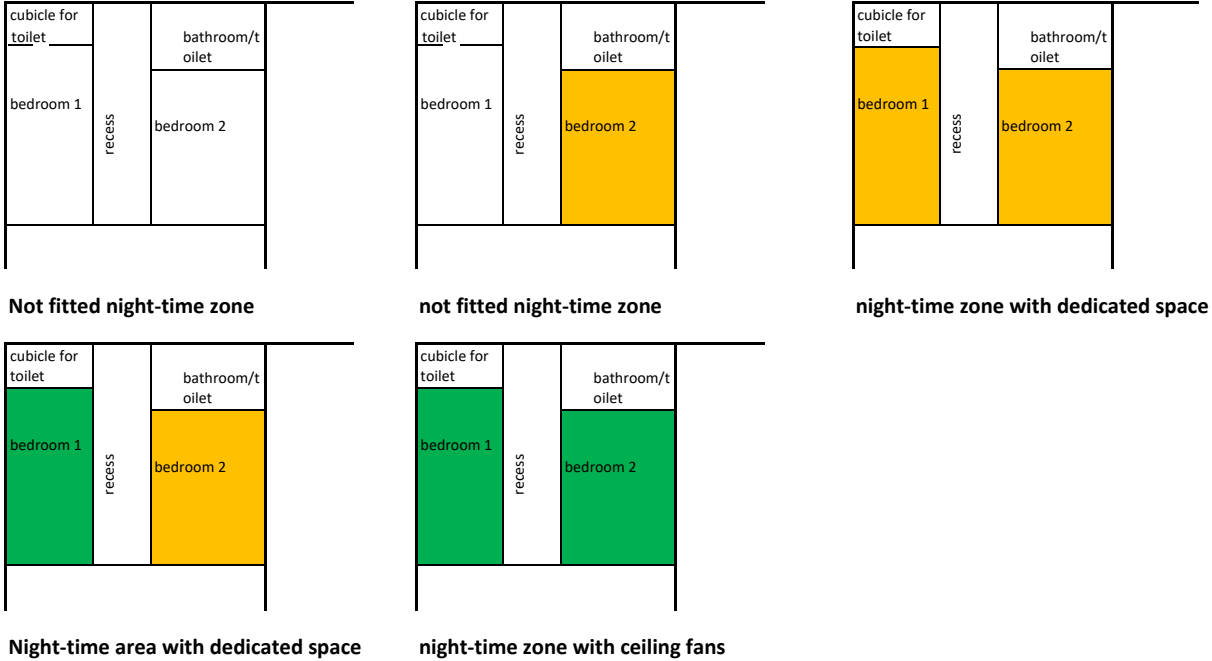 cubicle for
toilet
bathroom/t
oilet
bedroom 1
recess
bedroom 2
Not fitted night-time zone
cubicle for
toilet
bathroom/t
oilet
bedroom 1
recess
bedroom 2
not fitted night-time zone
cubicle for
toilet
bathroom/t
oilet
bedroom 1
recess
bedroom 2
night-time zone with dedicated space
cubicle for
toilet
bathroom/t
oilet
bedroom 1
recess
bedroom 2
Night-time area with dedicated space
cubicle for
toilet
bathroom/t
oilet
bedroom 1
recess
bedroom 2
night-time zone with ceiling fans